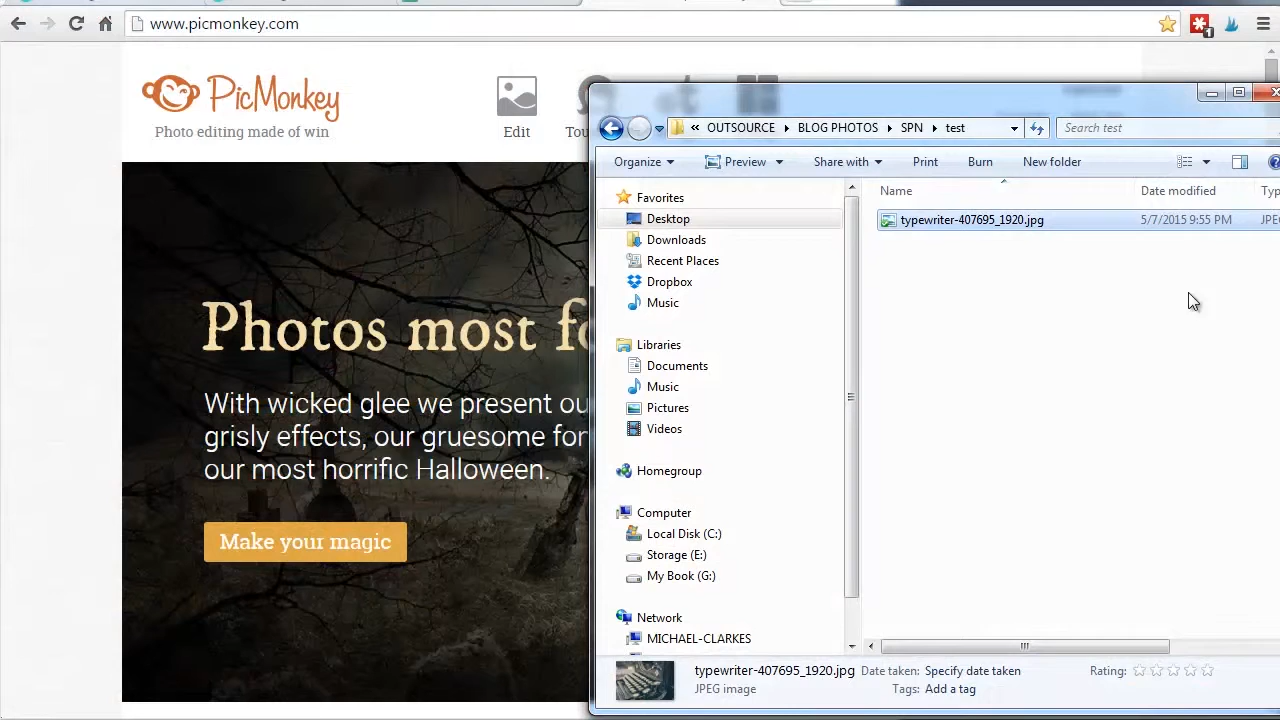 www.picmonkey.com
1
PicMonkey
Photo editing made of win
Edit
Tou
Photos most fo
With wicked glee we present ou
grisly effects, our gruesome for
our most horrific Halloween.
Make your magic
« OUTSOURCE BLOG PHOTOS SPN test
Search test
Organize Preview Share with Print Burn New folder
Name Date modified Typ
Favorites
Desktop
Downloads
Recent Places
Dropbox
Music
Libraries
Documents
Music
Pictures
Videos
Homegroup
Computer
Local Disk (C:)
Storage (E:)
My Book (G:)
Network
MICHAEL-CLARKES
typewriter-407695_1920.jpg 5/7/2015 9:55 PM JPE
typewriter-407695_1920.jpg Date taken: Specify date taken Rating:
JPEG image Tags: Add a tag